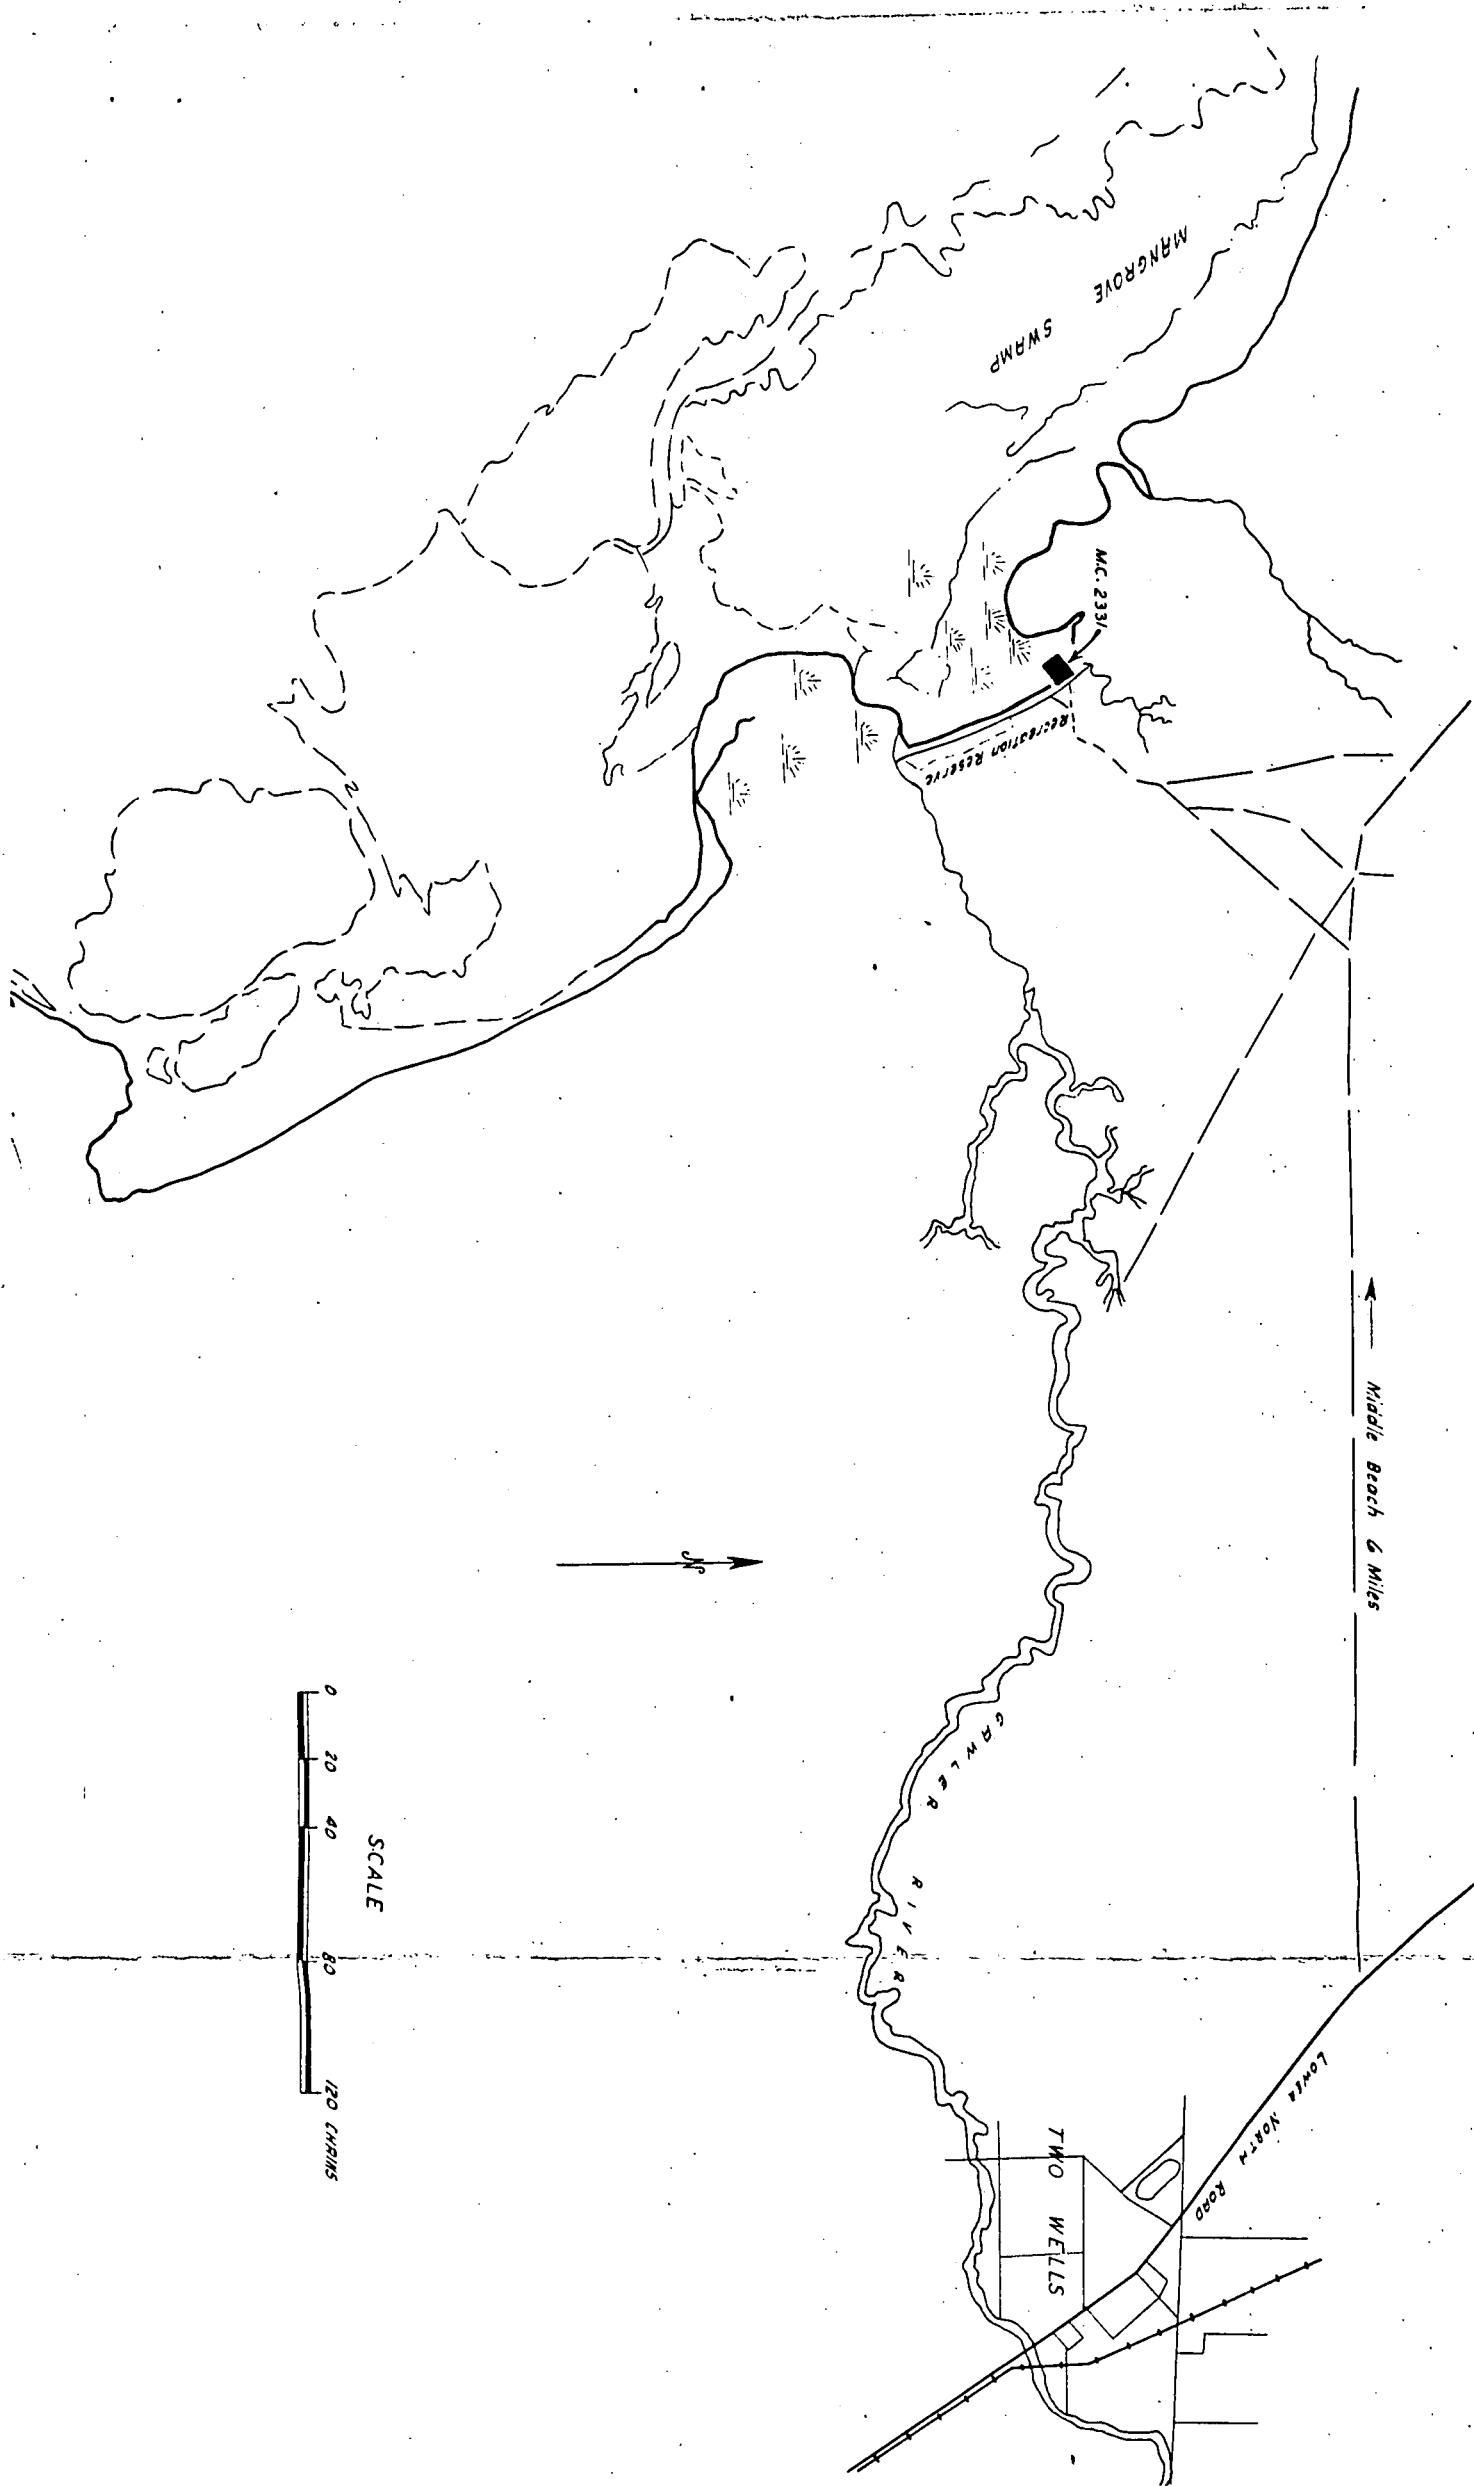 MANGROVE
SWAMP
M.C. 2331
Recreation Reserve
Middle Beach 6 Miles
N
GAWLER
RIVER
LOWER NORTH ROAD
TWO WELLS
SCALE
0 20 40 80 120 CHAINS